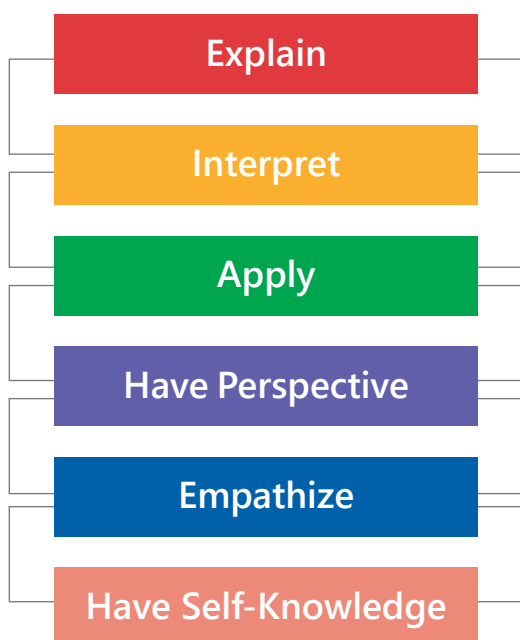 Explain
Interpret
Apply
Have Perspective
Empathize
Have Self-Knowledge